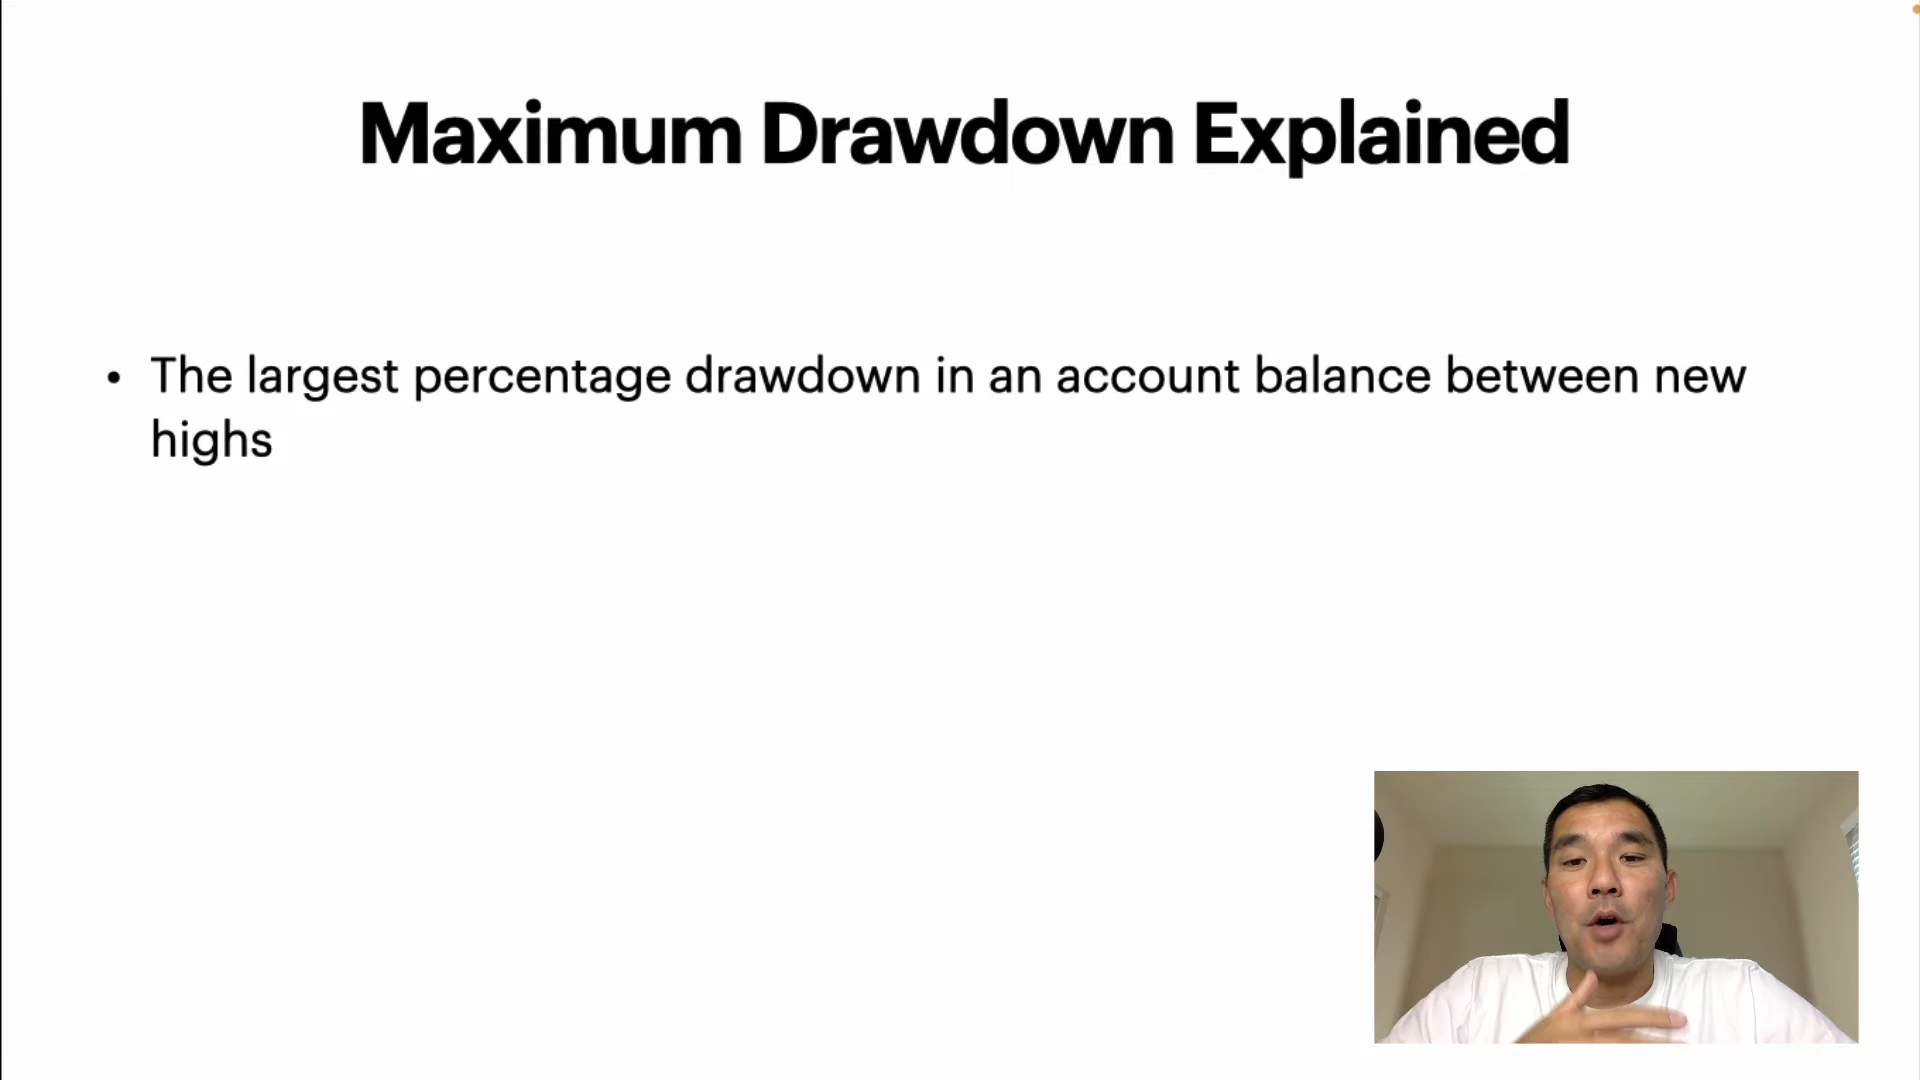 Maximum Drawdown Explained
• The largest percentage drawdown in an account balance between new
highs